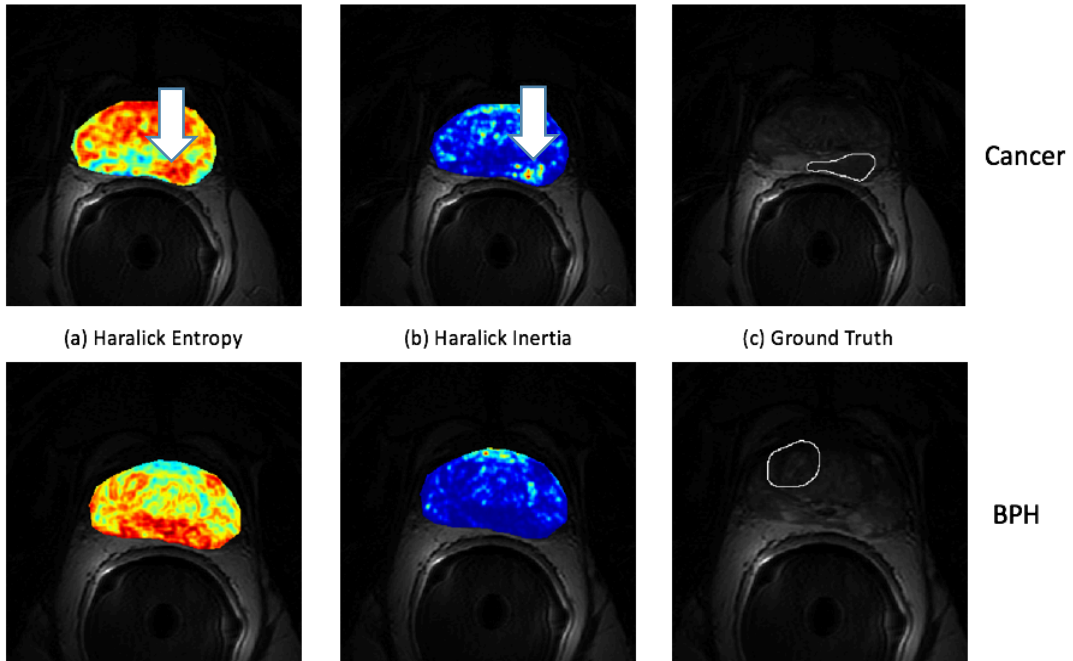 Cancer
(a) Haralick Entropy
(b) Haralick Inertia
(c) Ground Truth
BPH